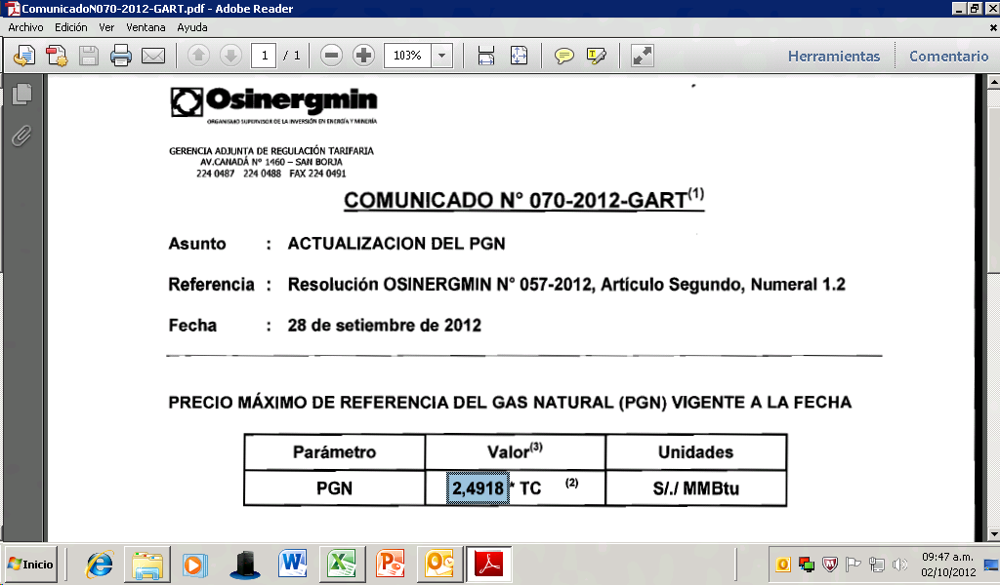 ComunicadoN070-2012-GART.pdf - Adobe Reader
Archivo Edición Ver Ventana Ayuda
1 / 1 103% Herramientas Comentario
Osinergmin
ORGANISMO SUPERVISOR DE LA INVERSIÓN EN ENERGÍA Y MINERÍA
GERENCIA ADJUNTA DE REGULACIÓN TARIFARIA
AV.CANADÁ Nº 1460 – SAN BORJA
224 0487 224 0488 FAX 224 0491
COMUNICADO N° 070-2012-GART(1)
Asunto : ACTUALIZACION DEL PGN
Referencia : Resolución OSINERGMIN N° 057-2012, Artículo Segundo, Numeral 1.2
Fecha : 28 de setiembre de 2012
PRECIO MÁXIMO DE REFERENCIA DEL GAS NATURAL (PGN) VIGENTE A LA FECHA
Parámetro Valor(3) Unidades
PGN 2,4918 * TC (2) S/./ MMBtu
Inicio
09:47 a.m.
02/10/2012